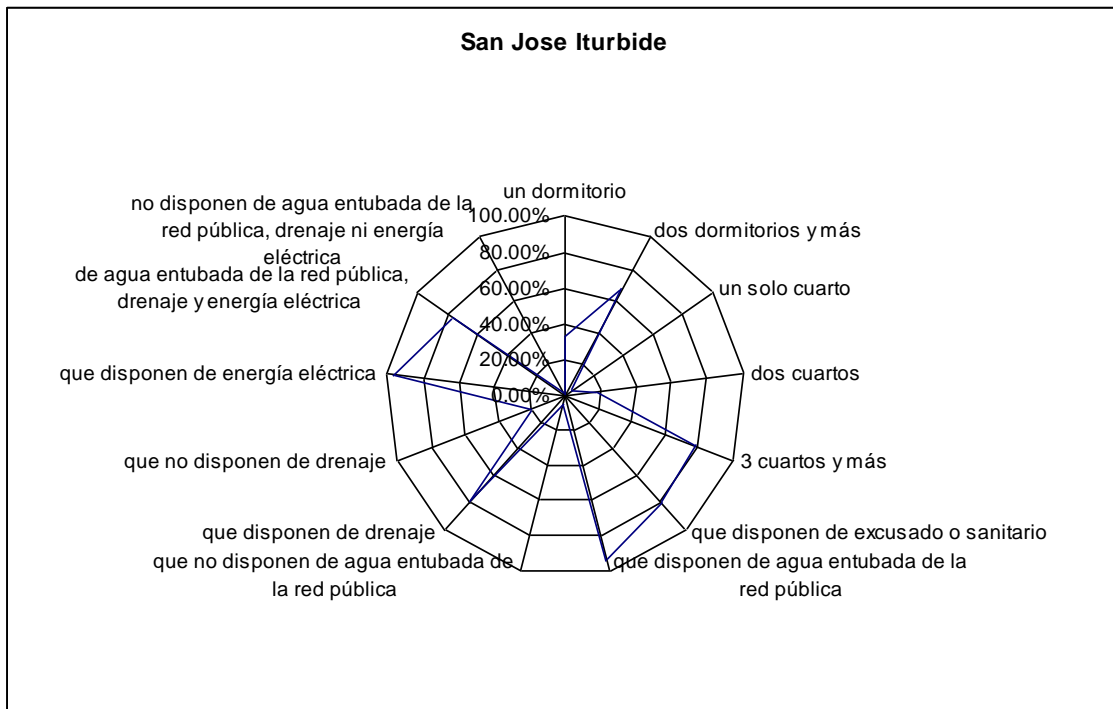 San Jose Iturbide
un dormitorio
dos dormitorios y más
un solo cuarto
dos cuartos
3 cuartos y más
que disponen de excusado o sanitario
que disponen de agua entubada de la
red pública
que no disponen de agua entubada de
la red pública
que disponen de drenaje
que no disponen de drenaje
que disponen de energía eléctrica
de agua entubada de la red pública,
drenaje y energía eléctrica
no disponen de agua entubada de la
red pública, drenaje ni energía
eléctrica
100.00%
80.00%
60.00%
40.00%
20.00%
0.00%